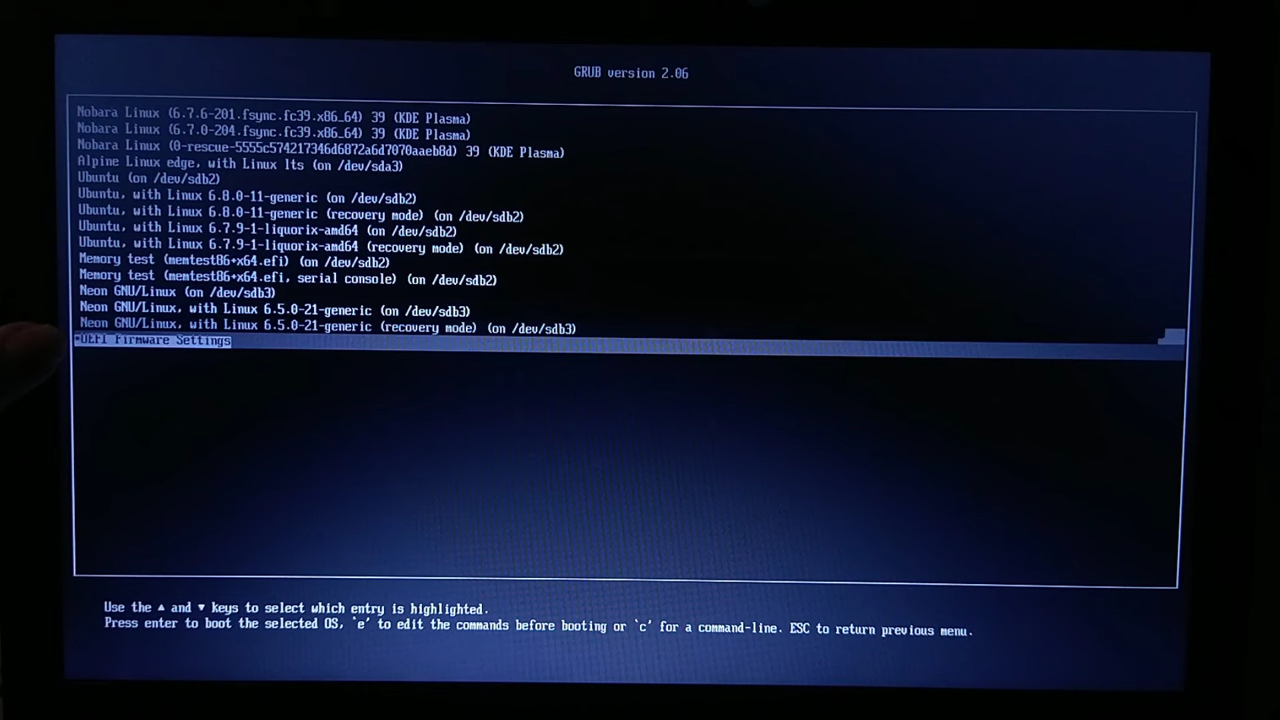 GRUB version 2.06
Nobara Linux (6.7.6-201.fsync.fc39.x86_64) 39 (KDE Plasma)
Nobara Linux (6.7.0-204.fsync.fc39.x86_64) 39 (KDE Plasma)
Nobara Linux (0-rescue-5555c574217346d6872a6d7070aaeb8d) 39 (KDE Plasma)
Alpine Linux edge, with Linux lts (on /dev/sda3)
Ubuntu (on /dev/sdb2)
Ubuntu, with Linux 6.8.0-11-generic (on /dev/sdb2)
Ubuntu, with Linux 6.8.0-11-generic (recovery mode) (on /dev/sdb2)
Ubuntu, with Linux 6.7.9-1-liquorix-amd64 (on /dev/sdb2)
Ubuntu, with Linux 6.7.9-1-liquorix-amd64 (recovery mode) (on /dev/sdb2)
Memory test (memtest86+x64.efi) (on /dev/sdb2)
Memory test (memtest86+x64.efi, serial console) (on /dev/sdb2)
Neon GNU/Linux (on /dev/sdb3)
Neon GNU/Linux, with Linux 6.5.0-21-generic (on /dev/sdb3)
Neon GNU/Linux, with Linux 6.5.0-21-generic (recovery mode) (on /dev/sdb3)
*UEFI Firmware Settings
Use the ▲ and ▼ keys to select which entry is highlighted.
Press enter to boot the selected OS, `e' to edit the commands before booting or `c' for a command-line. ESC to return previous menu.